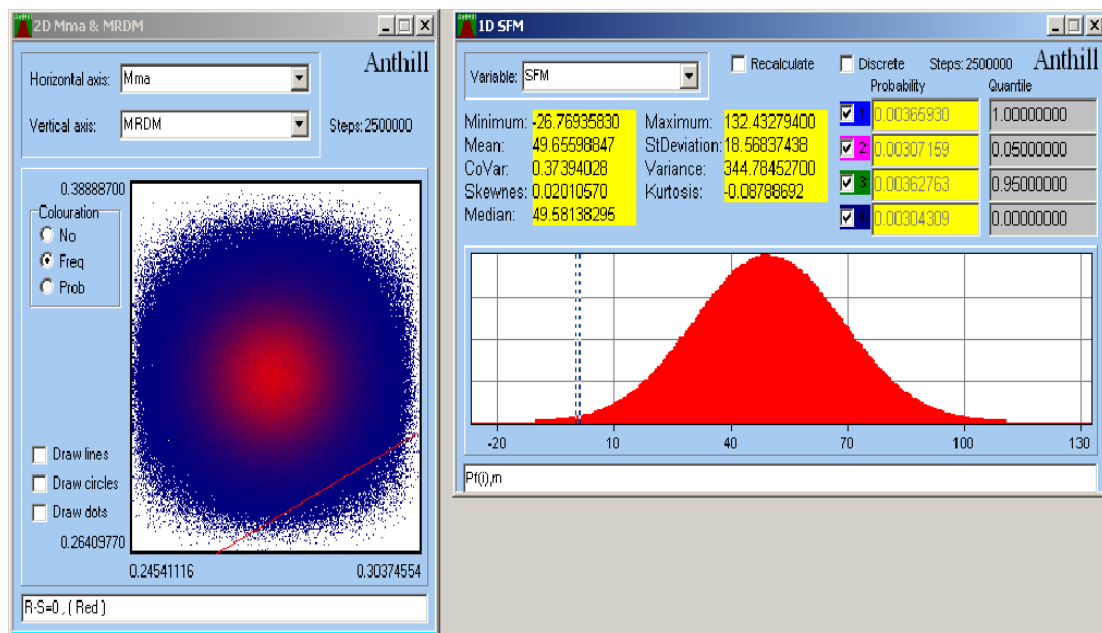 2D Mma & MRDM
Anthill
Horizontal axis: Mma
Vertical axis: MRDM
Steps:2500000
0.38888700
Colouration
No
Freq
Prob
Draw lines
Draw circles
Draw dots
0.26409770
0.24541116 0.30374554
R-S=0 , ( Red )
1D SFM
Variable: SFM
Recalculate
Discrete
Steps:2500000
Anthill
Probability Quantile
Minimum: -26.76935830 Maximum: 132.43279400
Mean: 49.65598847 StDeviation: 18.56837438
CoVar: 0.37394028 Variance: 344.78452700
Skewnes: 0.02010570 Kurtosis: -0.08788692
Median: 49.58138295
1: 0.00365930 1.00000000
2: 0.00307159 0.05000000
3: 0.00362763 0.95000000
4: 0.00304309 0.00000000
-20 10 40 70 100 130
Pf(i),m